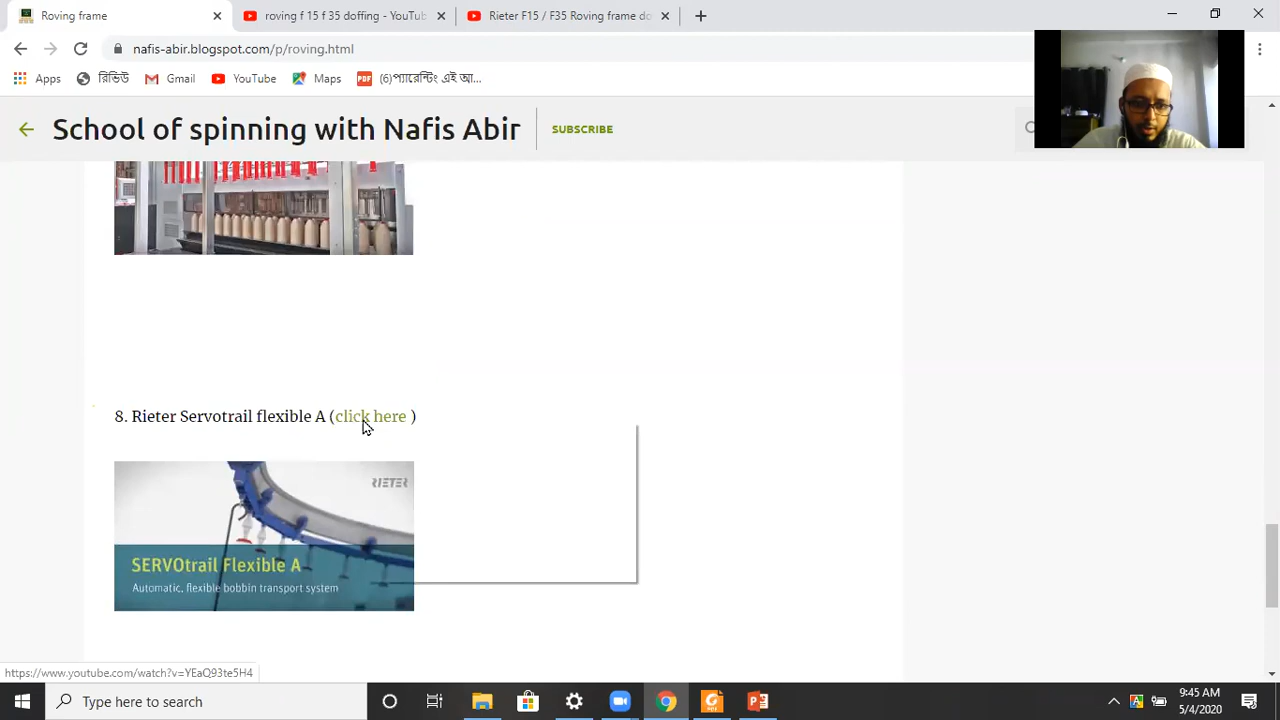 Roving frame
roving f 15 f 35 doffing - YouTub
Rieter F15 / F35 Roving frame do
nafis-abir.blogspot.com/p/roving.html
Apps
রিভিউ
Gmail
YouTube
Maps
(6)প্যারেন্টিং এই আ...
School of spinning with Nafis Abir
SUBSCRIBE
8. Rieter Servotrail flexible A (click here )
RIETER
SERVOtrail Flexible A
Automatic, flexible bobbin transport system
https://www.youtube.com/watch?v=YEaQ93te5H4
Type here to search
9:45 AM
5/4/2020